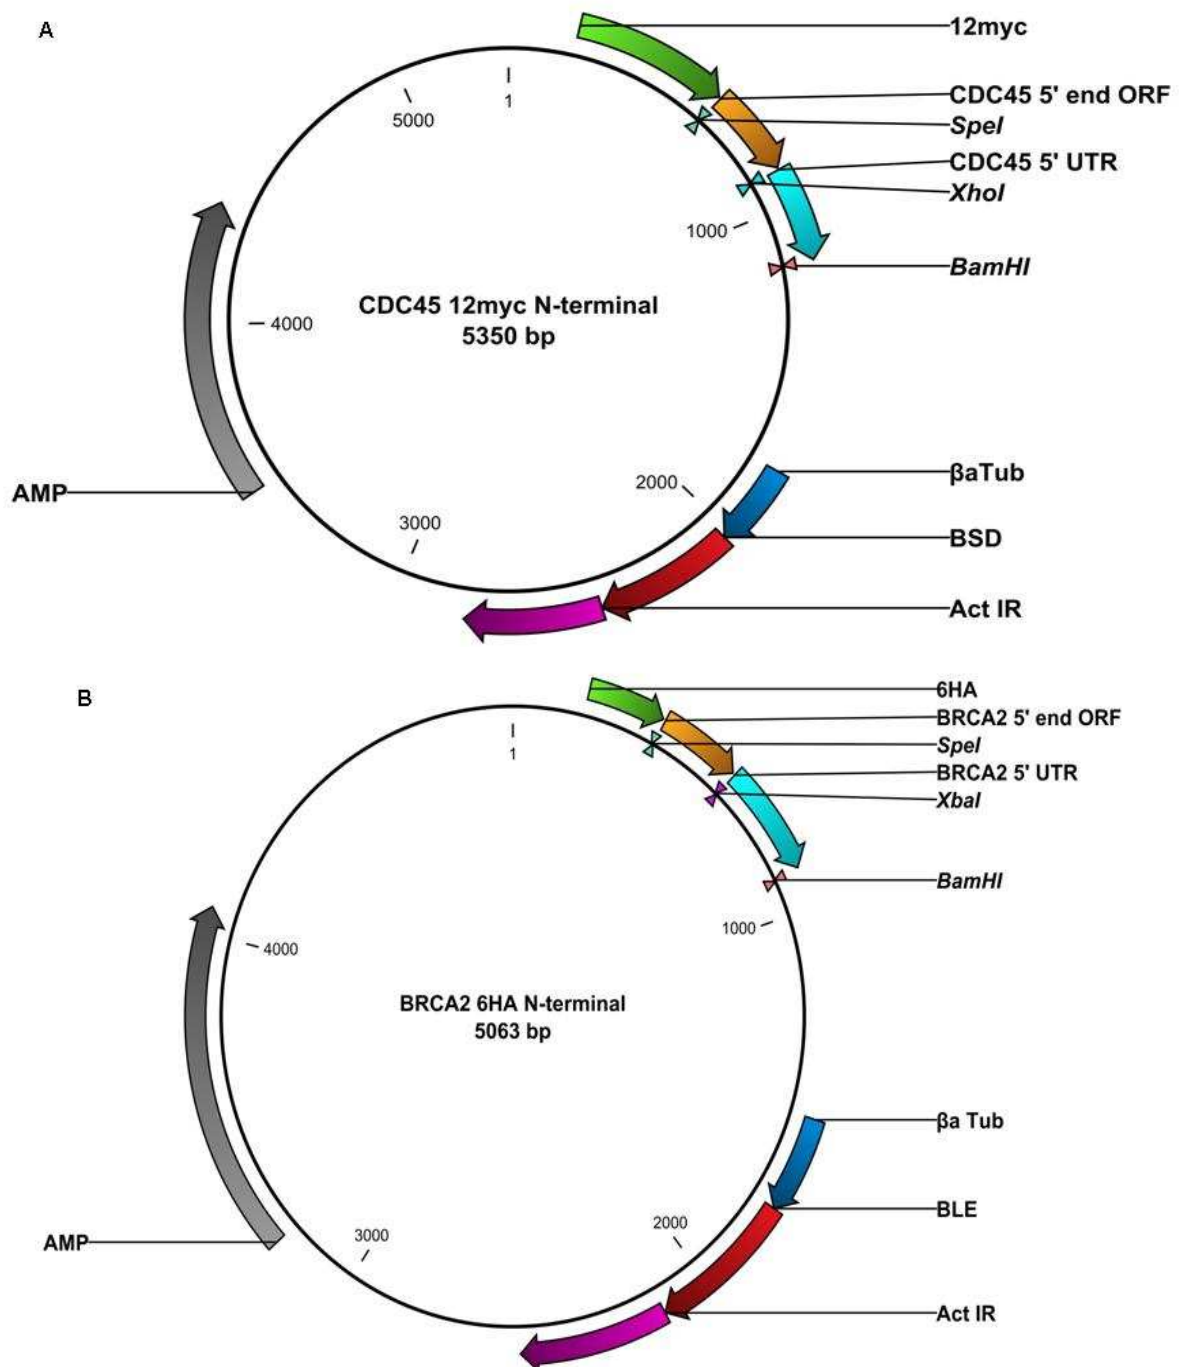 A
12myc
CDC45 5' end ORF
SpeI
CDC45 5' UTR
XhoI
BamHI
1
5000
1000
4000
CDC45 12myc N-terminal
5350 bp
2000
3000
AMP
βaTub
BSD
Act IR
B
6HA
BRCA2 5' end ORF
SpeI
BRCA2 5' UTR
XbaI
BamHI
1
1000
4000
BRCA2 6HA N-terminal
5063 bp
2000
3000
AMP
βa Tub
BLE
Act IR